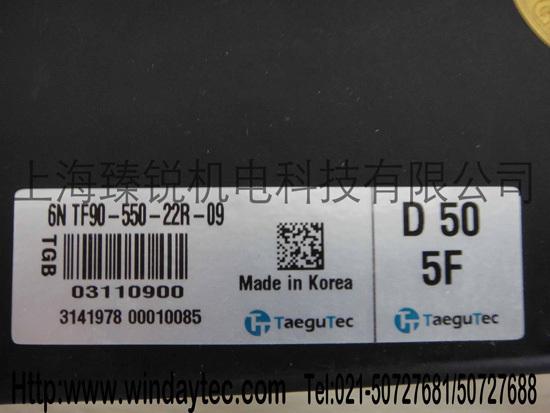 上海臻锐机电科技有限公司
6N TF90-550-22R-09
TGB
03110900
3141978 00010085
Made in Korea
TaeguTec
D 50
5F
TaeguTec
Http:www.windaytec.com Tel:021-50727681/50727688